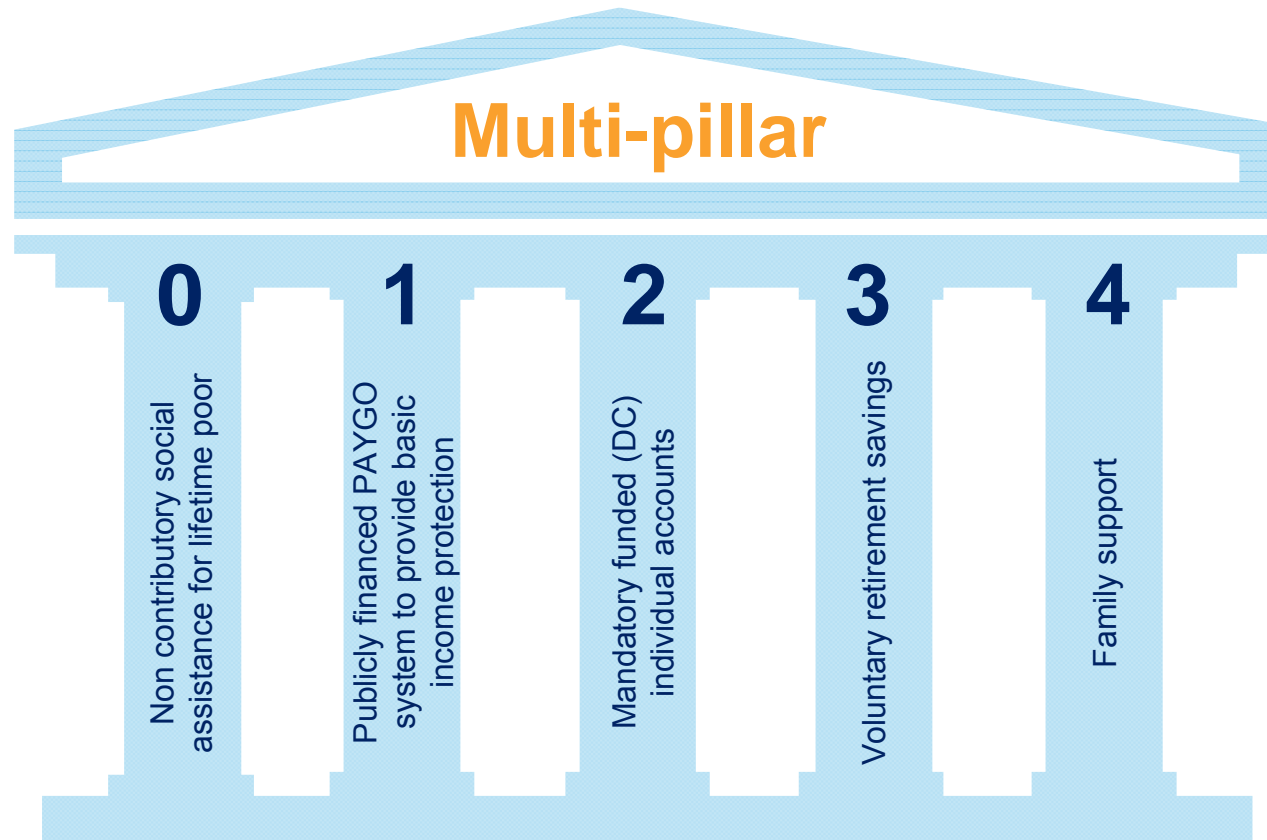 Multi-pillar
0
Non contributory social
assistance for lifetime poor
1
Publicly financed PAYGO
system to provide basic
income protection
2
Mandatory funded (DC)
individual accounts
3
Voluntary retirement savings
4
Family support